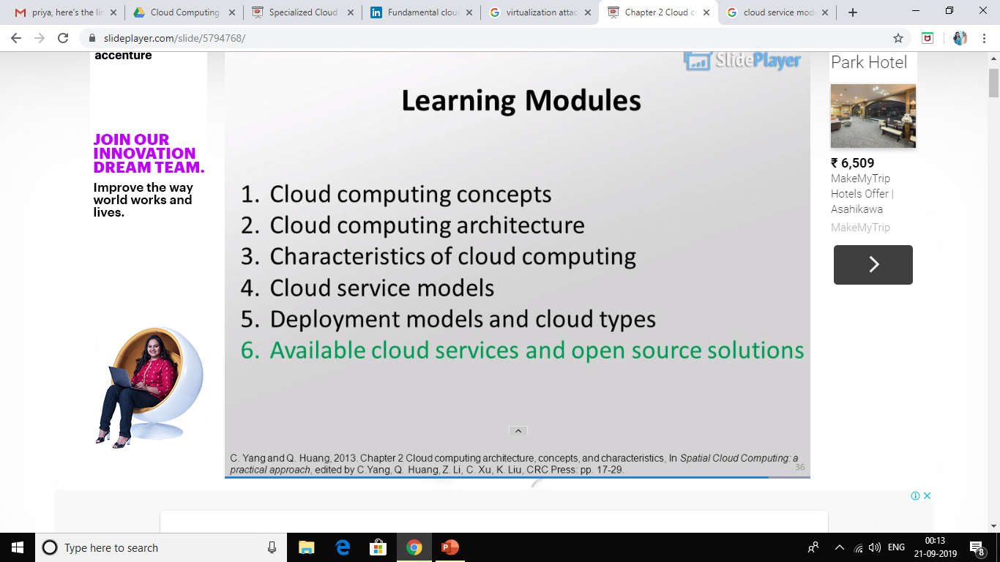 priya, here's the lin
Cloud Computing
Specialized Cloud
Fundamental clou
virtualization attac
Chapter 2 Cloud c
cloud service mod
slideplayer.com/slide/5794768/
accenture
JOIN OUR
INNOVATION
DREAM TEAM.
Improve the way
world works and
lives.
SlidePlayer
Learning Modules
1. Cloud computing concepts
2. Cloud computing architecture
3. Characteristics of cloud computing
4. Cloud service models
5. Deployment models and cloud types
6. Available cloud services and open source solutions
C. Yang and Q. Huang, 2013. Chapter 2 Cloud computing architecture, concepts, and characteristics, In Spatial Cloud Computing: a
practical approach, edited by C.Yang, Q. Huang, Z. Li, C. Xu, K. Liu, CRC Press: pp. 17-29.
36
Park Hotel
₹ 6,509
MakeMyTrip
Hotels Offer |
Asahikawa
MakeMyTrip
Type here to search
ENG
00:13
21-09-2019
8